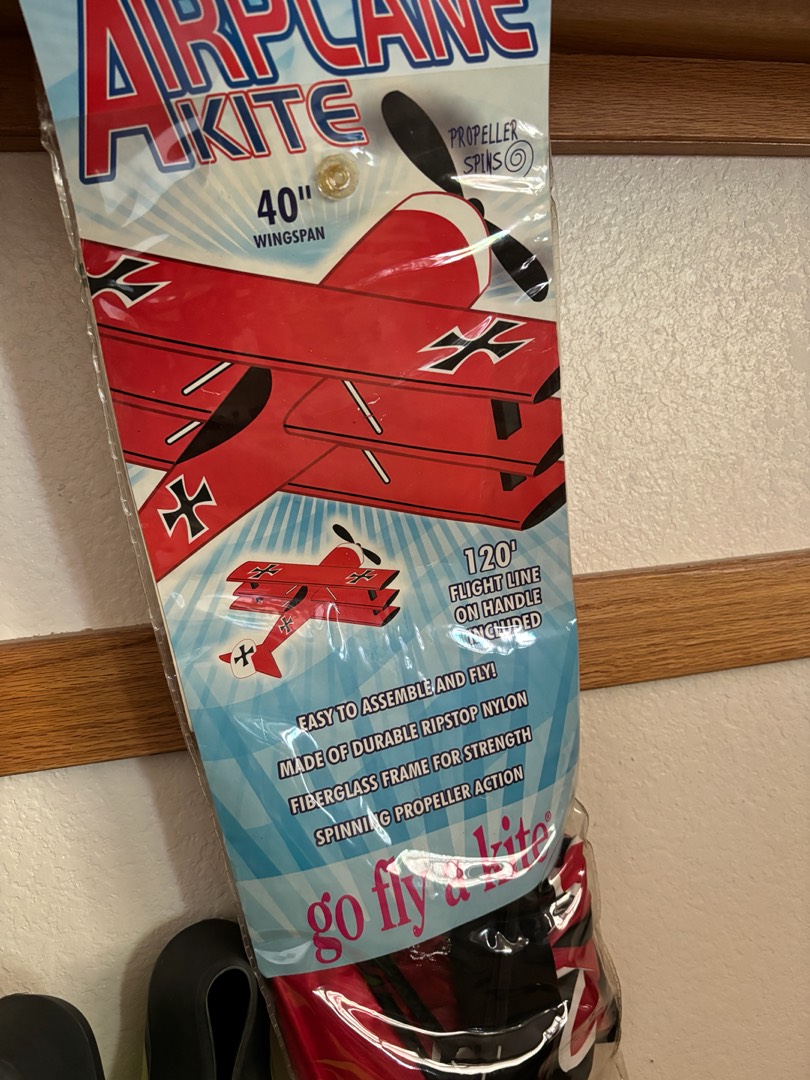 AIRPLANE
KITE
PROPELLER
SPINS
40"
WINGSPAN
120'
FLIGHT LINE
ON HANDLE
INCLUDED
EASY TO ASSEMBLE AND FLY!
MADE OF DURABLE RIPSTOP NYLON
FIBERGLASS FRAME FOR STRENGTH
SPINNING PROPELLER ACTION
go fly a kite®